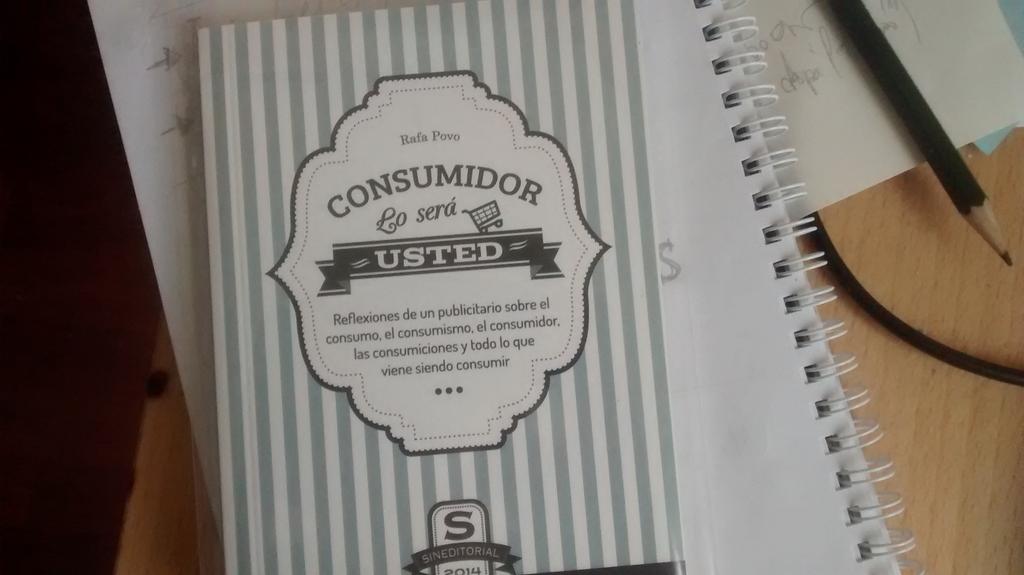 Rafa Povo
CONSUMIDOR
Lo será
USTED
Reflexiones de un publicitario sobre el
consumo, el consumismo, el consumidor,
las consumiciones y todo lo que
viene siendo consumir
S
SINEDITORIAL
2014
$